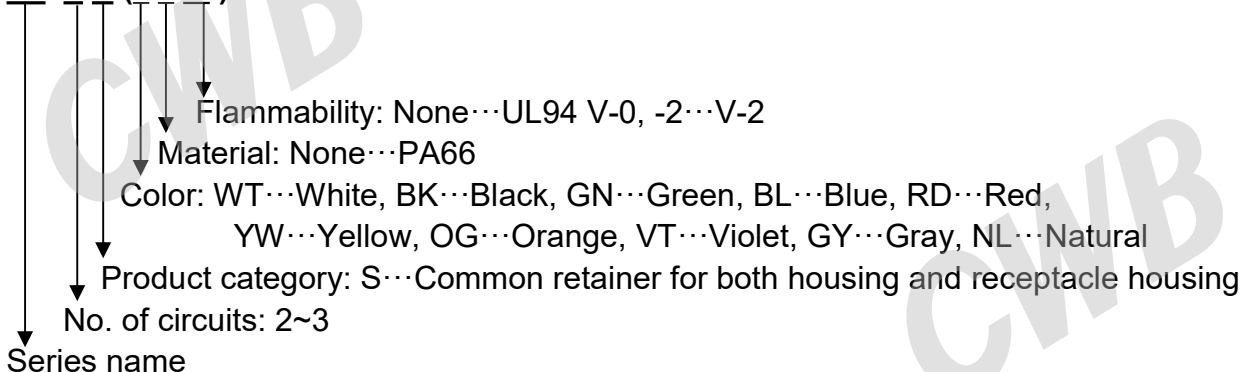 CWB
Flammability: None⋯UL94 V-0, -2⋯V-2
Material: None⋯PA66
Color: WT⋯White, BK⋯Black, GN⋯Green, BL⋯Blue, RD⋯Red,
YW⋯Yellow, OG⋯Orange, VT⋯Violet, GY⋯Gray, NL⋯Natural
Product category: S⋯Common retainer for both housing and receptacle housing
No. of circuits: 2~3
Series name
CWB